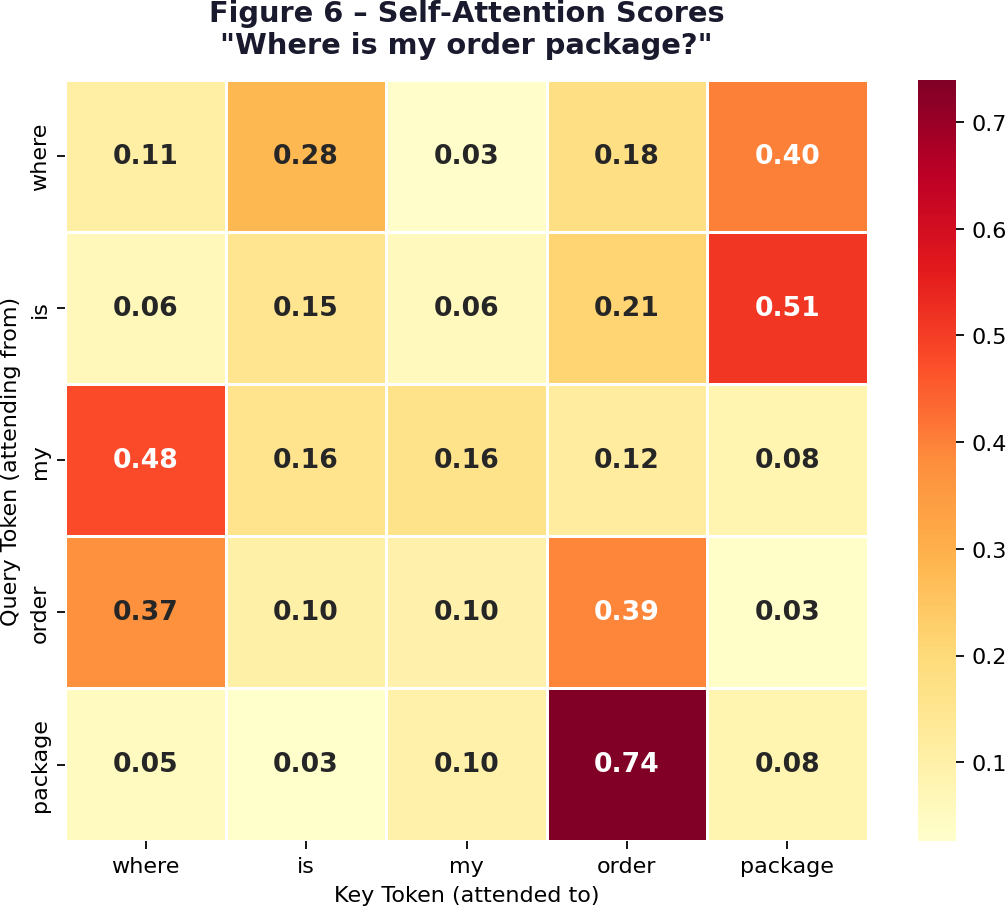 Figure 6 – Self-Attention Scores
"Where is my order package?"
Query Token (attending from)
where 0.11 0.28 0.03 0.18 0.40
is 0.06 0.15 0.06 0.21 0.51
my 0.48 0.16 0.16 0.12 0.08
order 0.37 0.10 0.10 0.39 0.03
package 0.05 0.03 0.10 0.74 0.08
where is my order package
Key Token (attended to)
0.7
0.6
0.5
0.4
0.3
0.2
0.1